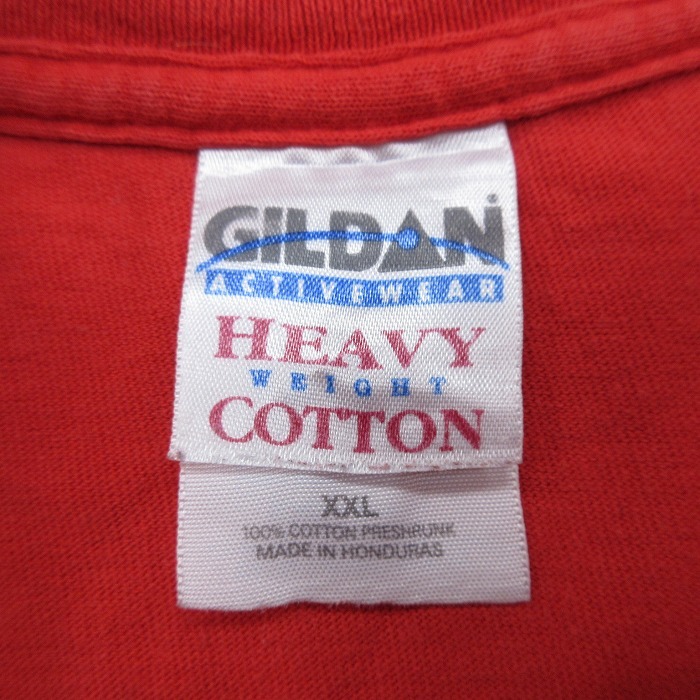 GILDAN
ACTIVEWEAR
HEAVY
WEIGHT
COTTON
XXL
100% COTTON PRESHRUNK
MADE IN HONDURAS